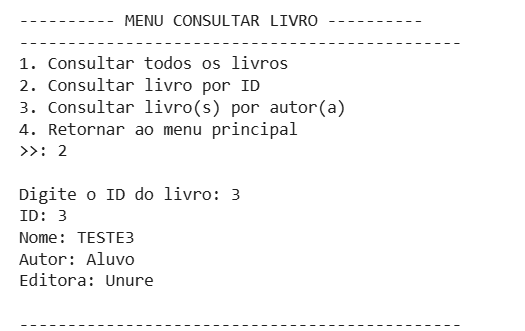 ---------- MENU CONSULTAR LIVRO ----------
----------------------------------------------
1. Consultar todos os livros
2. Consultar livro por ID
3. Consultar livro(s) por autor(a)
4. Retornar ao menu principal
>>: 2
Digite o ID do livro: 3
ID: 3
Nome: TESTE3
Autor: Aluvo
Editora: Unure
----------------------------------------------